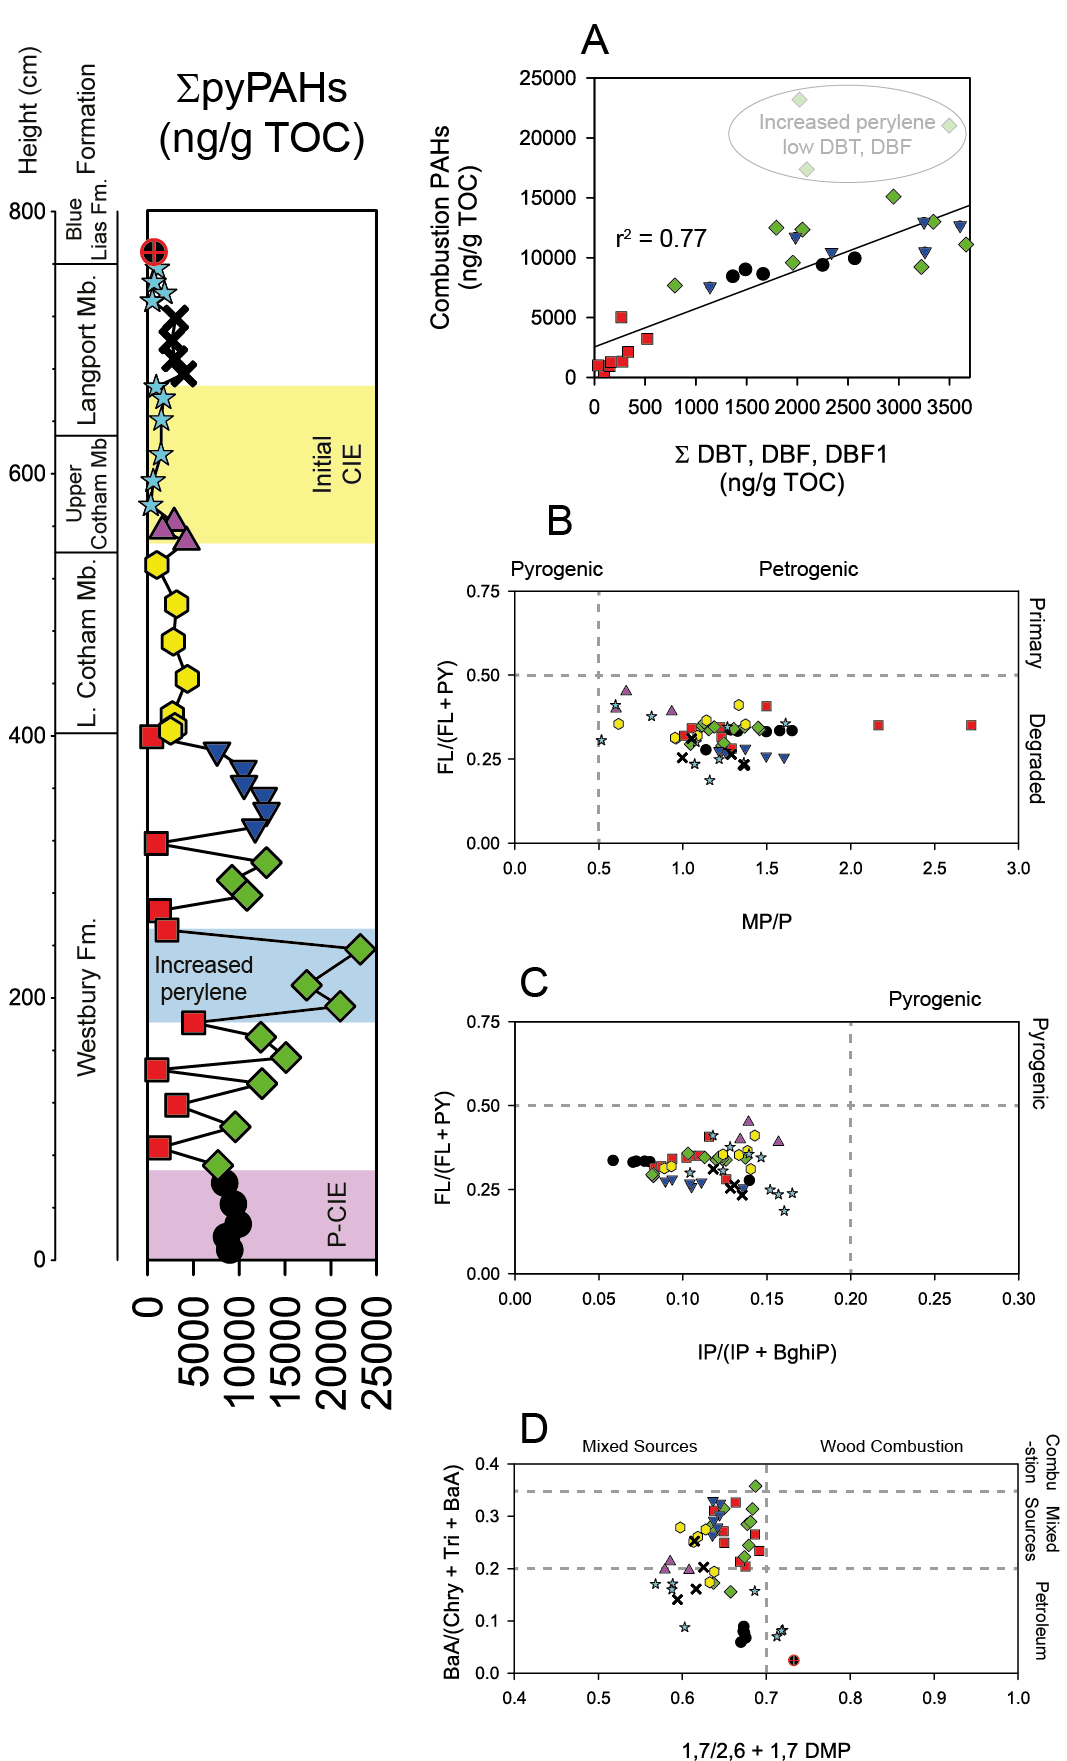 Height (cm)
Formation
ΣpyPAHs
(ng/g TOC)
800
600
400
200
0
Blue
Lias Fm.
Langport Mb.
Upper
Cotham Mb
L. Cotham Mb.
Westbury Fm.
Initial
CIE
Increased
perylene
P-CIE
0
5000
10000
15000
20000
25000
A
Combustion PAHs
(ng/g TOC)
25000
20000
15000
10000
5000
0
Increased perylene
low DBT, DBF
r² = 0.77
0 500 1000 1500 2000 2500 3000 3500
Σ DBT, DBF, DBF1
(ng/g TOC)
B
Pyrogenic Petrogenic
FL/(FL+PY)
0.75
0.50
0.25
0.00
Primary
Degraded
0.0 0.5 1.0 1.5 2.0 2.5 3.0
MP/P
C
Pyrogenic
FL/(FL+PY)
0.75
0.50
0.25
0.00
Pyrogenic
0.00 0.05 0.10 0.15 0.20 0.25 0.30
IP/(IP + BghiP)
D
Mixed Sources Wood Combustion
BaA/(Chry + Tri + BaA)
0.4
0.3
0.2
0.1
0.0
Combu
-stion
Mixed
Sources
Petroleum
0.4 0.5 0.6 0.7 0.8 0.9 1.0
1,7/2,6 + 1,7 DMP